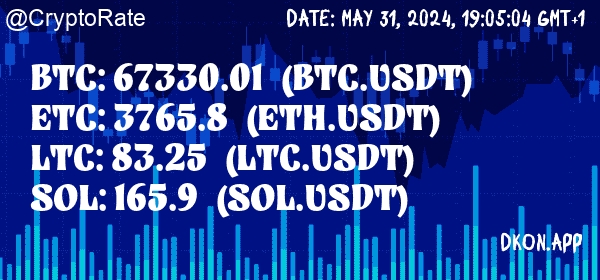 @CryptoRate
DATE: MAY 31, 2024, 19:05:04 GMT+1
BTC: 67330.01 (BTC.USDT)
ETC: 3765.8 (ETH.USDT)
LTC: 83.25 (LTC.USDT)
SOL: 165.9 (SOL.USDT)
DKON.APP